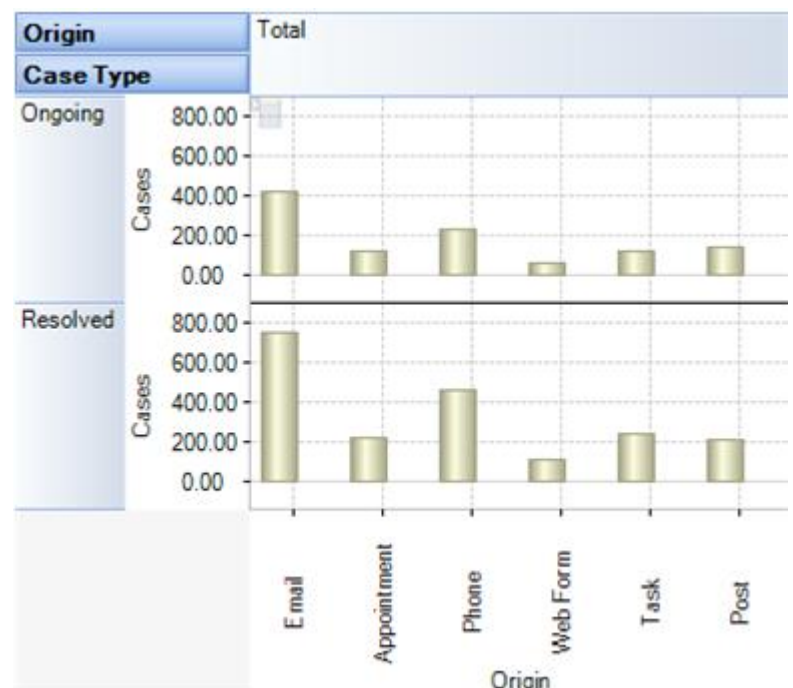 Origin
Total
Case Type
Ongoing
Cases
800.00
600.00
400.00
200.00
0.00
Resolved
Cases
800.00
600.00
400.00
200.00
0.00
Email
Appointment
Phone
Web Form
Task
Post
Origin